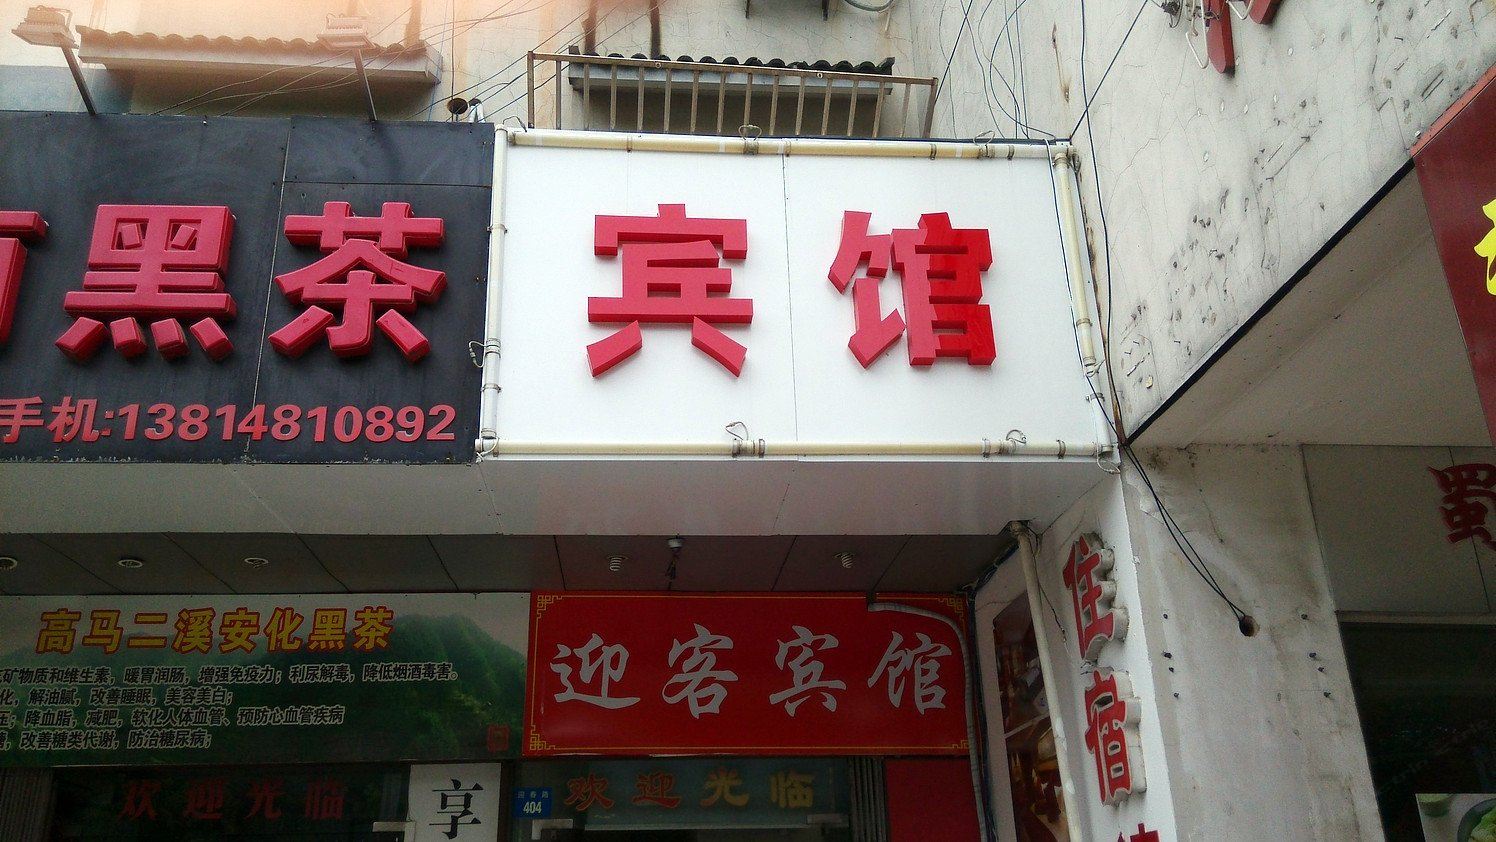 黑茶
手机:13814810892
宾馆
高马二溪安化黑茶
矿物质和维生素，暖胃润肠，增强免疫力；利尿解毒，降低烟酒毒害。
化，解油腻，改善睡眠，美容美白；
降血脂，减肥，软化人体血管、预防心血管疾病
改善糖类代谢，防治糖尿病；
迎客宾馆
住宿
蜀
欢迎光临
享
404
欢迎光临